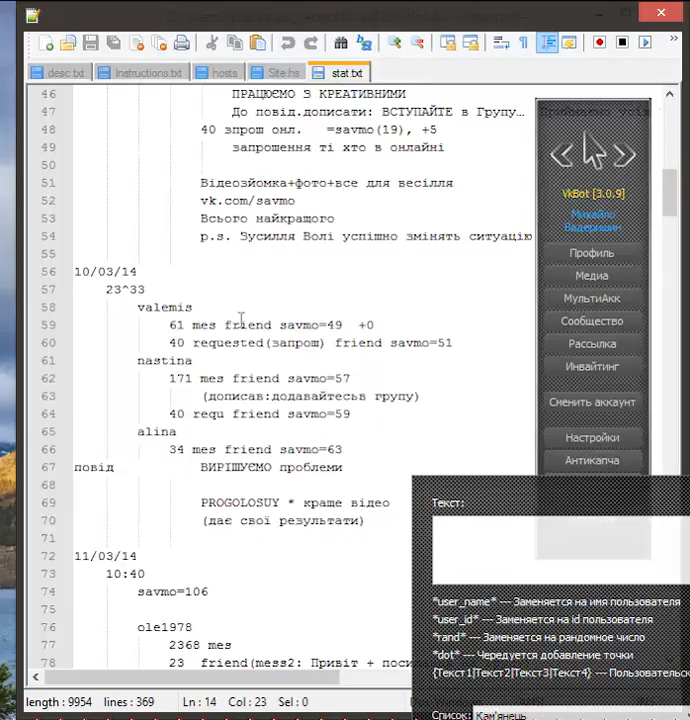 desc.txt Instructions.txt hosts Site.hs stat.txt
46 ПРАЦЮЄМО З КРЕАТИВНИМИ
47 До повід.дописати: ВСТУПАЙТЕ в Групу…
48 40 зпрош онл. =savmo(19), +5
49 запрошення ті хто в онлайні
50
51 Відеозйомка+фото+все для весілля
52 vk.com/savmo
53 Всього найкращого
54 p.s. Зусилля Волі успішно змінять ситуацію
55
56 10/03/14
57 23^33
58 valemis
59 61 mes friend savmo=49 +0
60 40 requested(запрош) friend savmo=51
61 nastina
62 171 mes friend savmo=57
63 (дописав:додавайтесьв групу)
64 40 requ friend savmo=59
65 alina
66 34 mes friend savmo=63
67 повід ВИРІШУЄМО проблеми
68
69 PROGOLOSUY * краше відео
70 (дає свої результати)
71
72 11/03/14
73 10:40
74 savmo=106
75
76 ole1978
77 2368 mes
78 23 friend(mess2: Привіт + поси
length : 9954 lines : 369 Ln : 14 Col : 23 Sel : 0
VkBot [3.0.9]
Михайло
Вадеришин
Профиль
Медиа
МультиАкк
Сообщество
Рассылка
Инвайтинг
Сменить аккаунт
Настройки
Антикапча
Текст:
*user_name* --- Заменяется на имя пользователя
*user_id* --- Заменяется на id пользователя
*rand* --- Заменяется на рандомное число
*dot* --- Чередуется добавление точки
{Текст1|Текст2|Текст3|Текст4} --- Пользовательск
Список: Кам'янець